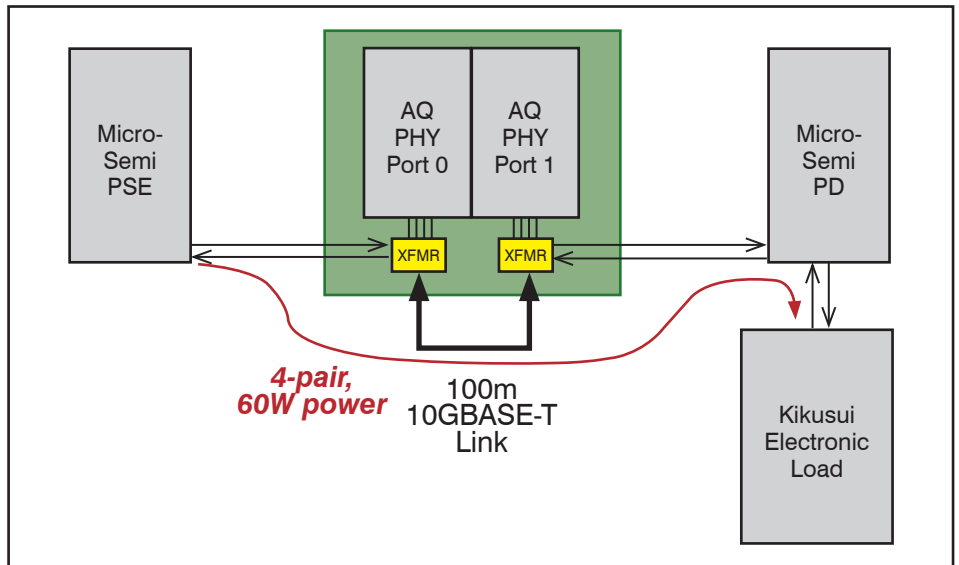 Micro-
Semi
PSE
AQ
PHY
Port 0
AQ
PHY
Port 1
Micro-
Semi
PD
XFMR
XFMR
4-pair,
60W power
100m
10GBASE-T
Link
Kikusui
Electronic
Load